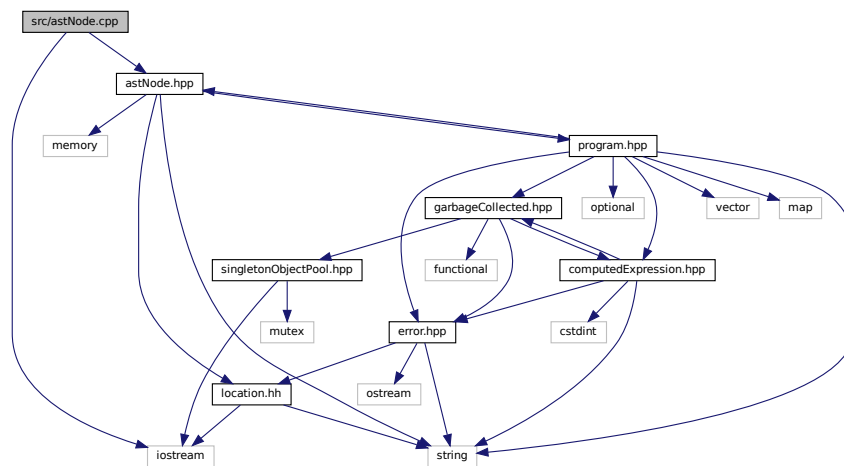 src/astNode.cpp
astNode.hpp
memory
program.hpp
garbageCollected.hpp
optional
vector
map
singletonObjectPool.hpp
functional
computedExpression.hpp
mutex
error.hpp
cstdint
location.hh
ostream
iostream
string